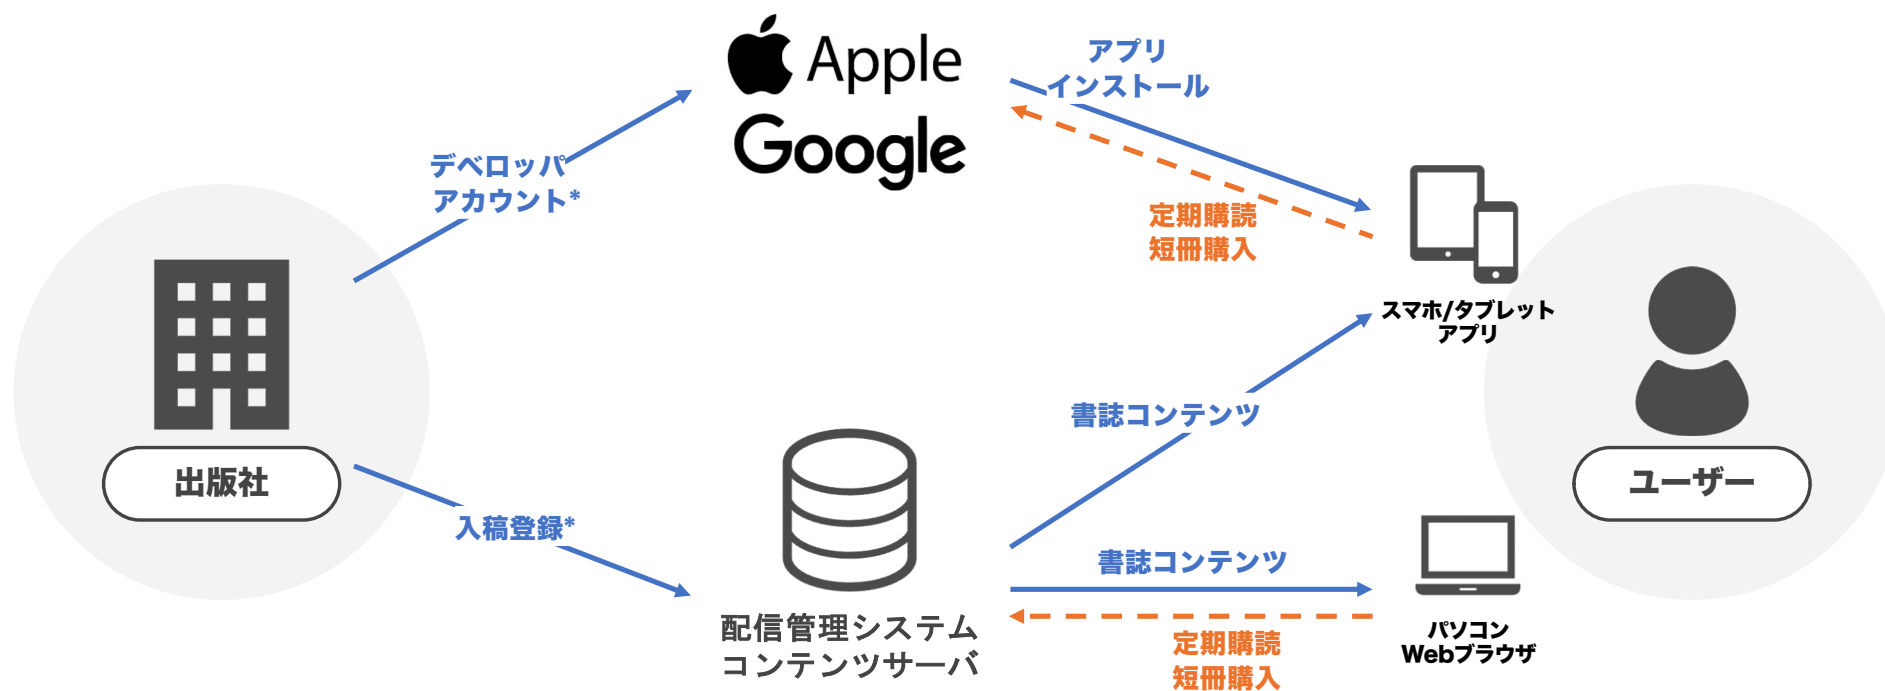 Apple
Google
アプリ
インストール
デベロッパ
アカウント*
定期購読
短冊購入
スマホ/タブレット
アプリ
書誌コンテンツ
出版社
ユーザー
入稿登録*
書誌コンテンツ
配信管理システム
コンテンツサーバ
定期購読
短冊購入
パソコン
Webブラウザ